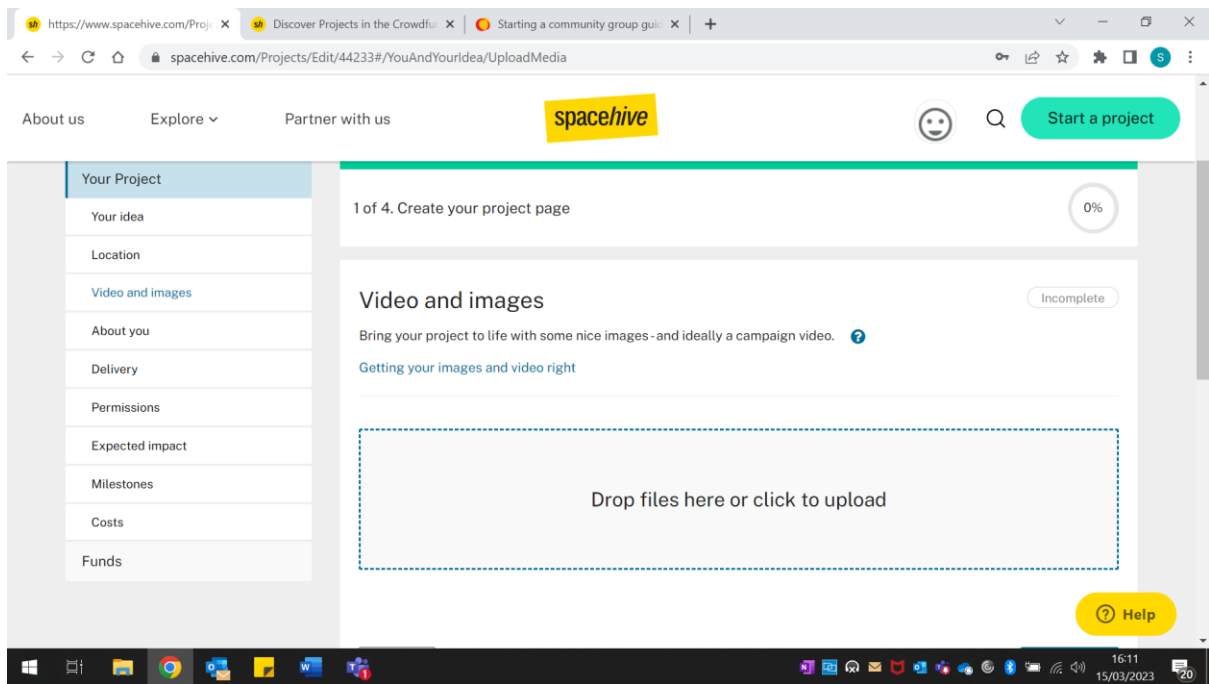 sh https://www.spacehive.com/Proje
sh Discover Projects in the Crowdfu
Starting a community group guid
spacehive.com/Projects/Edit/44233#/YouAndYourIdea/UploadMedia
S
About us Explore Partner with us spacehive Start a project
Your Project
Your idea
Location
Video and images
About you
Delivery
Permissions
Expected impact
Milestones
Costs
Funds
1 of 4. Create your project page 0%
Video and images Incomplete
Bring your project to life with some nice images - and ideally a campaign video. ?
Getting your images and video right
Drop files here or click to upload
? Help
16:11
15/03/2023
20